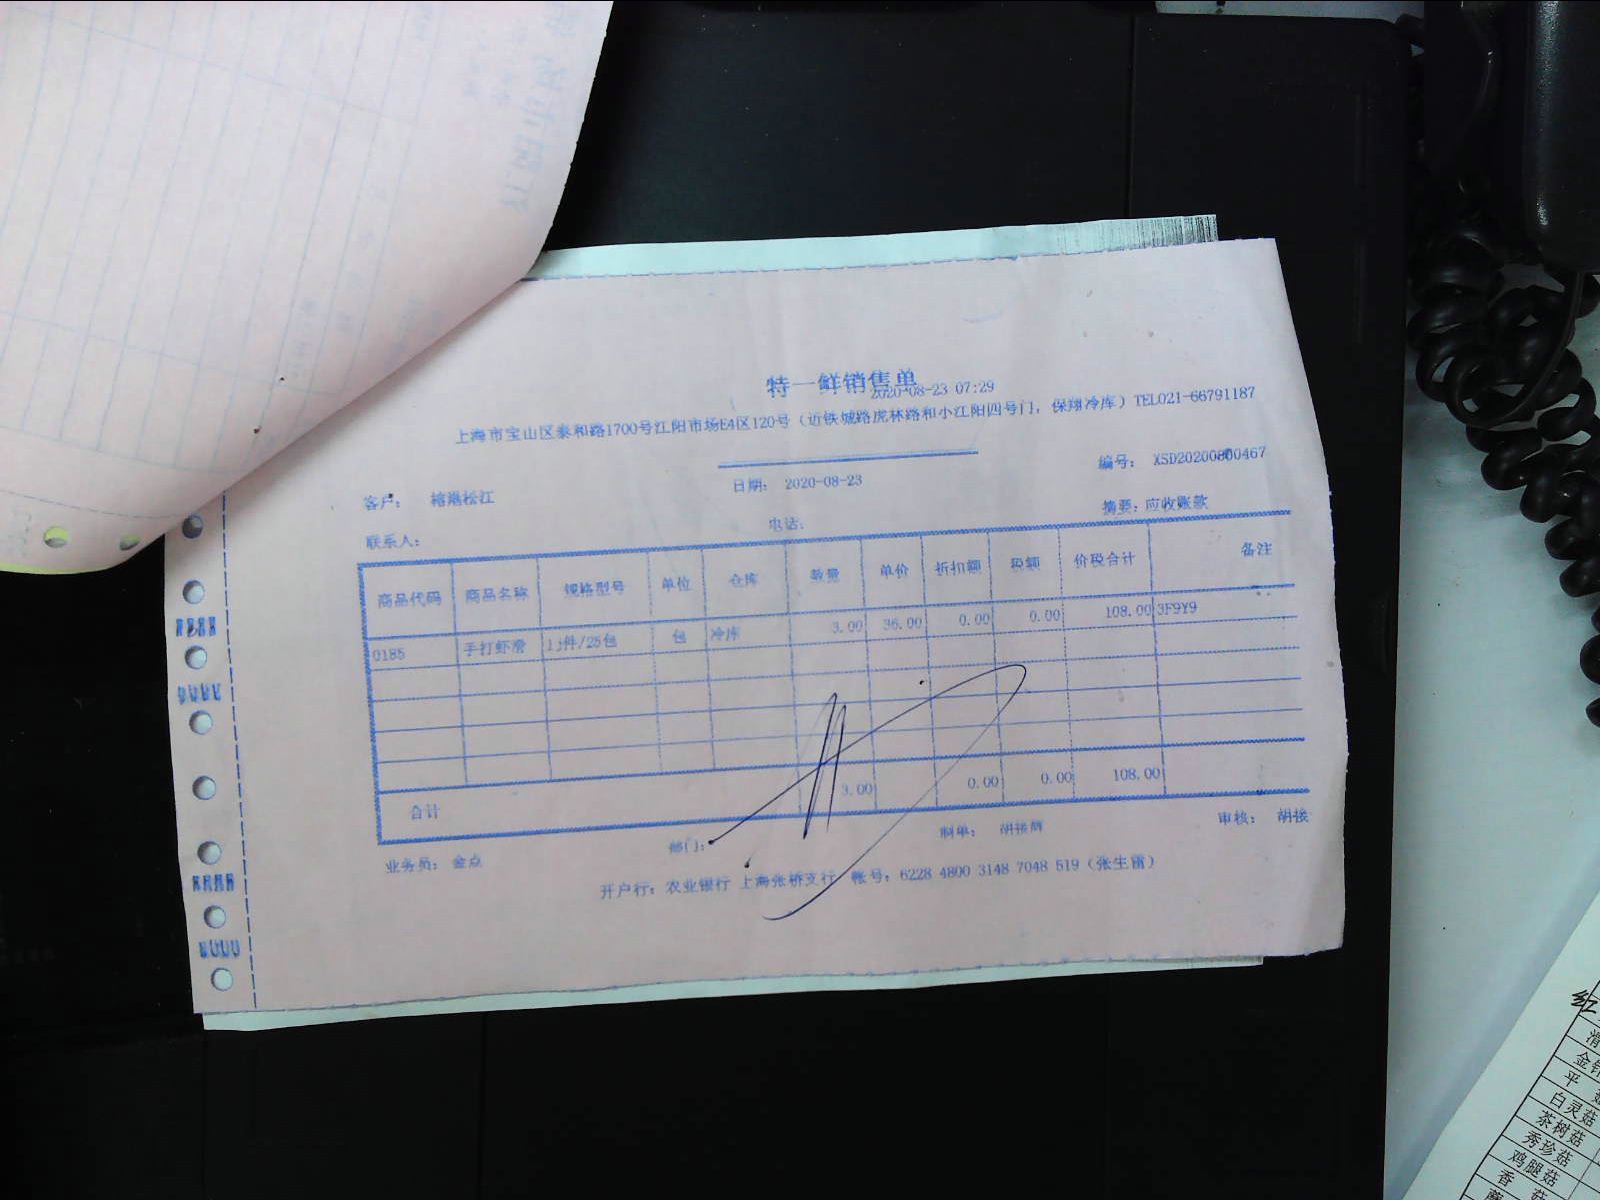 特一鲜销售单
2020-08-23 07:29
上海市宝山区泰和路1700号江阳市场E4区120号(近铁城路虎林路和小江阳四号门,保翔冷库)TEL021-66791187
编号: XSD20200800467
日期: 2020-08-23
客户: 榕港松江
摘要:应收账款
电话:
联系人:
商品代码 商品名称 规格型号 单位 仓库 数量 单价 折扣额 税额 价税合计 备注
0185 手打虾滑 包 冷库 3.00 36.00 0.00 0.00 108.00 3F9Y9
合计 3.00 0.00 0.00 108.00
业务员: 金点 部门: 制单: 审核:
开户行: 农业银行 上海张桥支行 帐号: 6228 4800 3148 7048 519 (张生雷)
平
白灵菇
茶树菇
秀珍菇
鸡腿菇
香